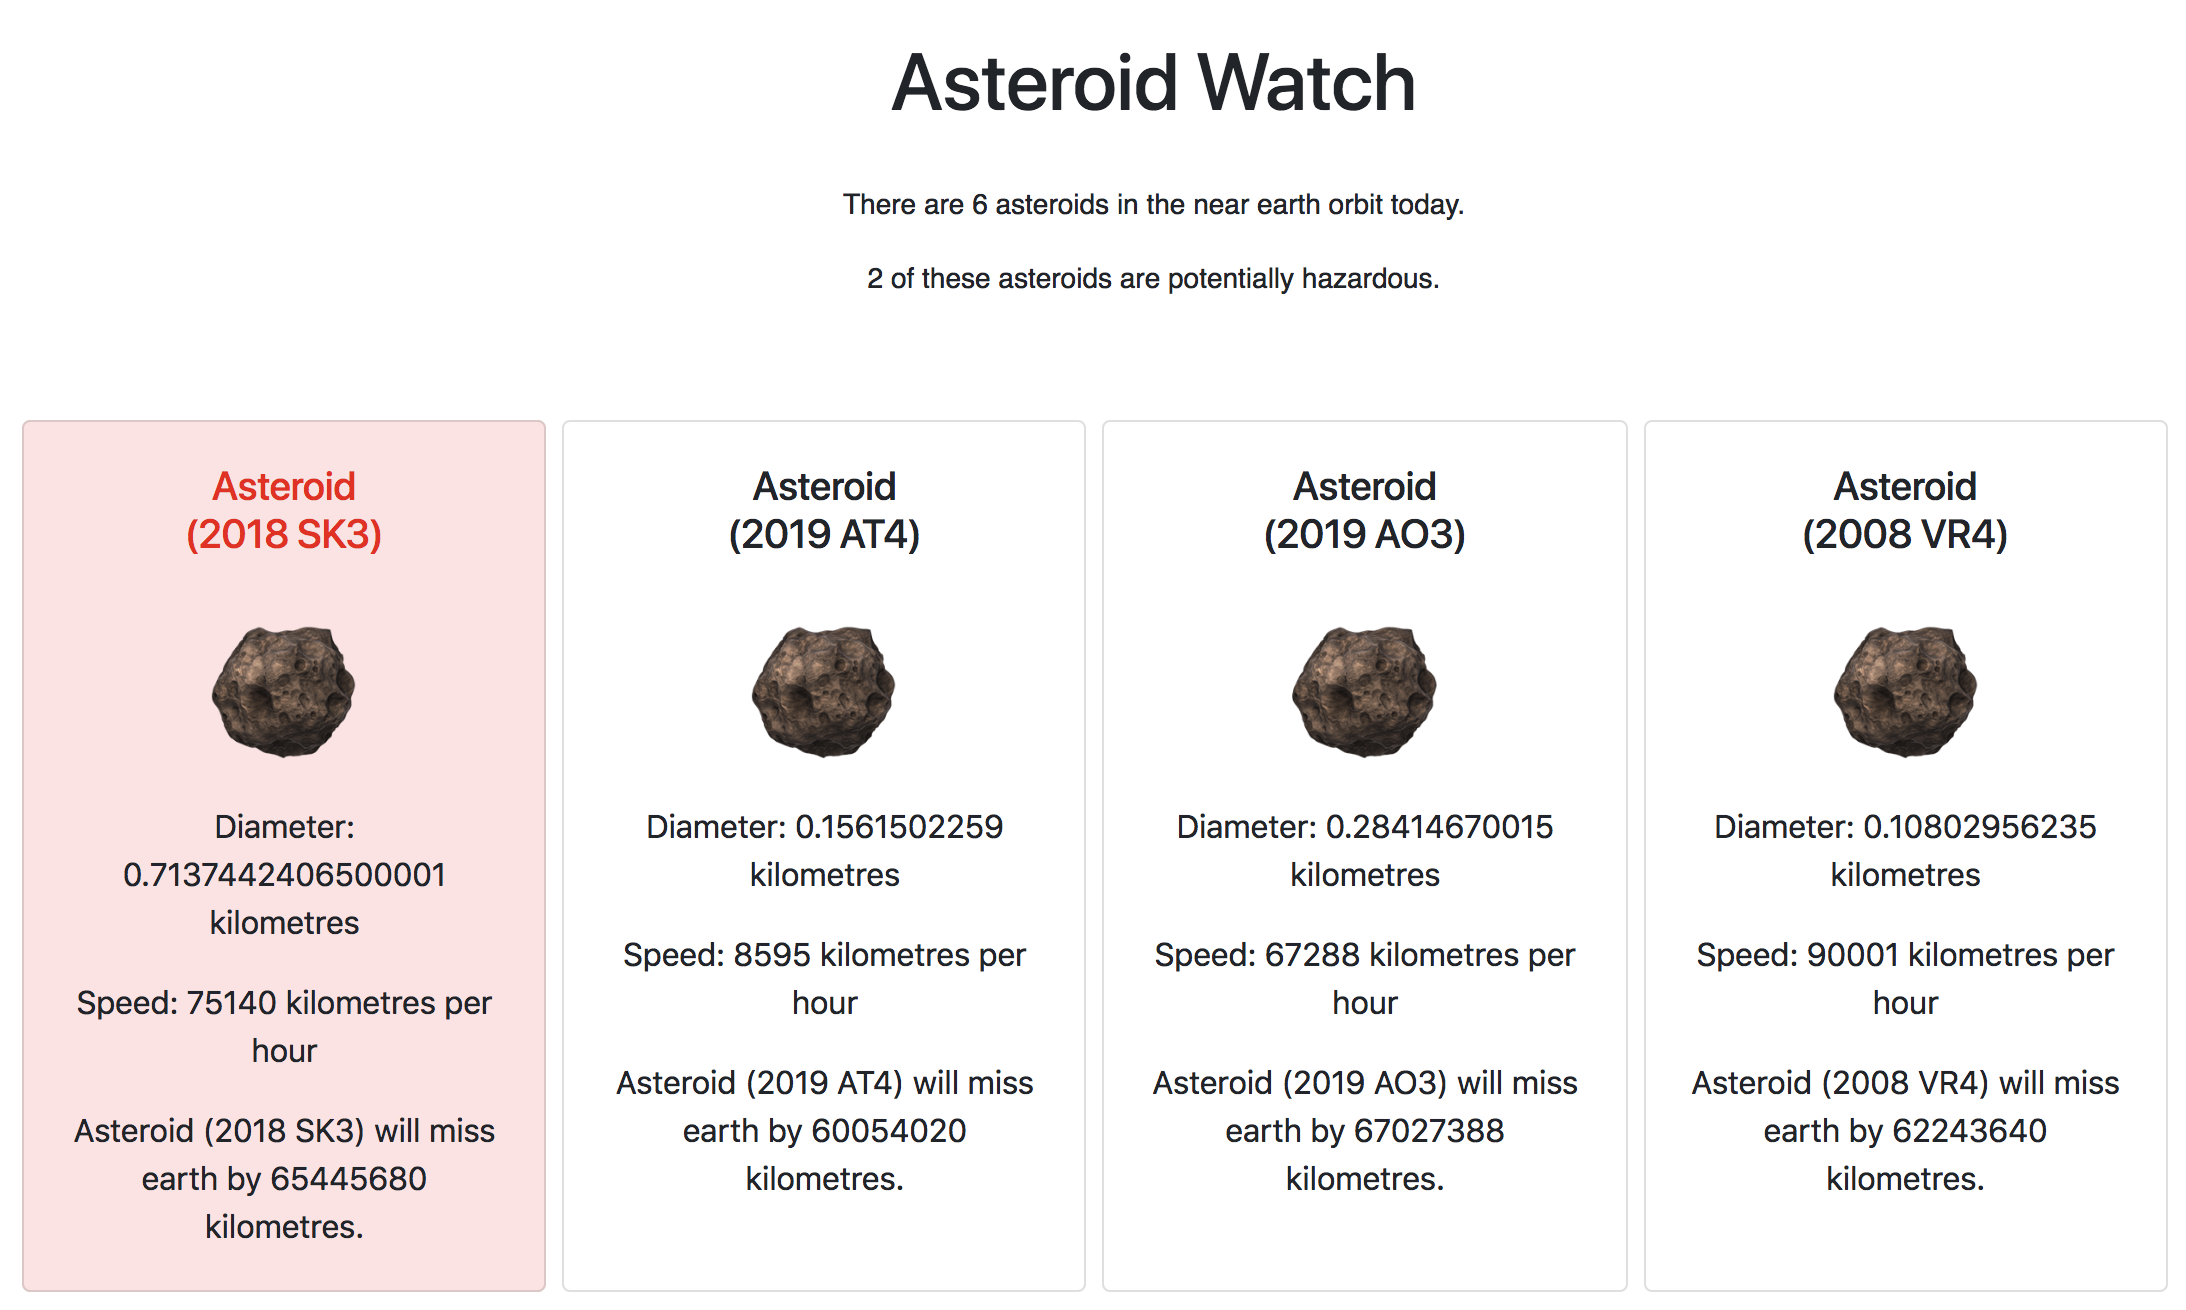 Asteroid Watch
There are 6 asteroids in the near earth orbit today.
2 of these asteroids are potentially hazardous.
Asteroid
(2018 SK3)
Diameter:
0.7137442406500001
kilometres
Speed: 75140 kilometres per
hour
Asteroid (2018 SK3) will miss
earth by 65445680
kilometres.
Asteroid
(2019 AT4)
Diameter: 0.1561502259
kilometres
Speed: 8595 kilometres per
hour
Asteroid (2019 AT4) will miss
earth by 60054020
kilometres.
Asteroid
(2019 AO3)
Diameter: 0.28414670015
kilometres
Speed: 67288 kilometres per
hour
Asteroid (2019 AO3) will miss
earth by 67027388
kilometres.
Asteroid
(2008 VR4)
Diameter: 0.10802956235
kilometres
Speed: 90001 kilometres per
hour
Asteroid (2008 VR4) will miss
earth by 62243640
kilometres.